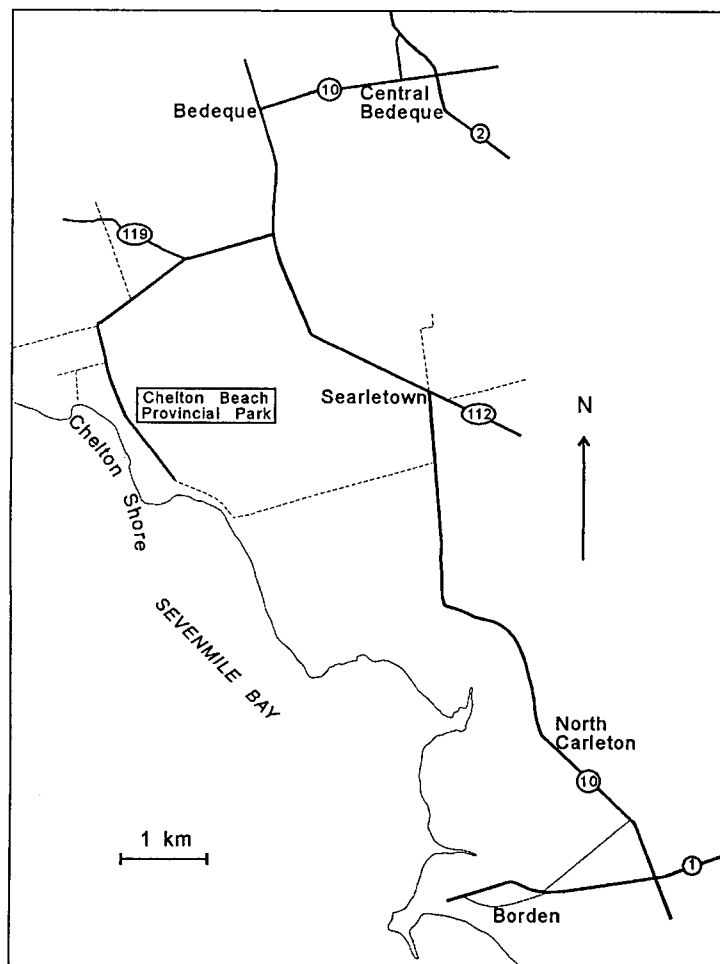 10
Central
Bedeque
Bedeque
2
119
Chelton Beach
Provincial Park
Searletown
112
N
Chelton Shore
SEVENMILE BAY
North
Carleton
10
1 km
1
Borden